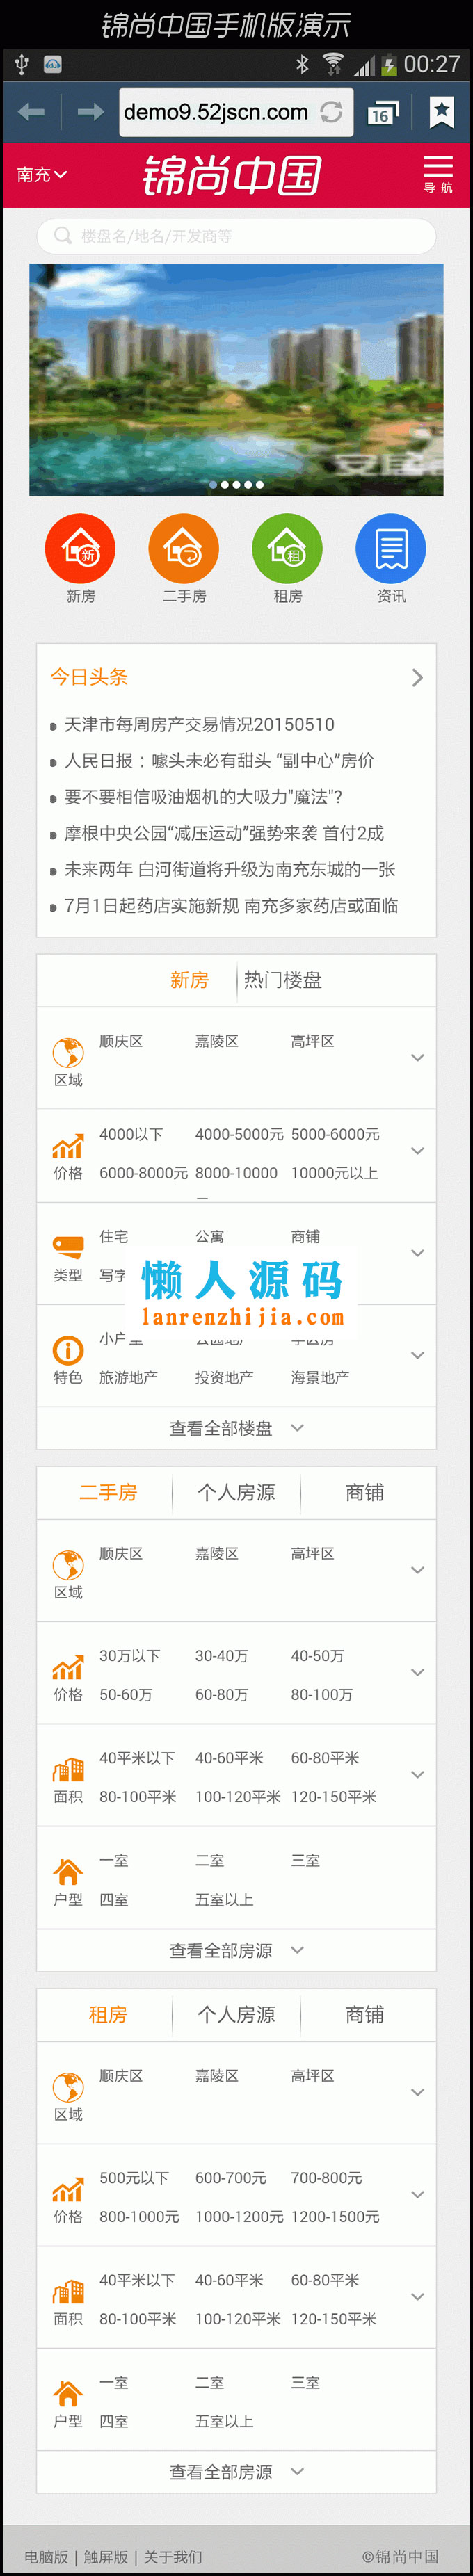 锦尚中国手机版演示
00:27
demo9.52jscn.com
16
南充
锦尚中国
导航
楼盘名/地名/开发商等
新
租
新房 二手房 租房 资讯
今日头条
天津市每周房产交易情况20150510
人民日报：噱头未必有甜头 “副中心”房价
要不要相信吸油烟机的大吸力"魔法"?
摩根中央公园“减压运动”强势来袭 首付2成
未来两年 白河街道将升级为南充东城的一张
7月1日起药店实施新规 南充多家药店或面临
新房 热门楼盘
顺庆区 嘉陵区 高坪区
区域
4000以下 4000-5000元 5000-6000元
价格 6000-8000元 8000-10000 10000元以上
住宅 公寓 商铺
类型 写字
懒人源码
lanrenzhijia.com
特色 旅游地产 投资地产 海景地产
查看全部楼盘
二手房 个人房源 商铺
顺庆区 嘉陵区 高坪区
区域
30万以下 30-40万 40-50万
价格 50-60万 60-80万 80-100万
40平米以下 40-60平米 60-80平米
面积 80-100平米 100-120平米 120-150平米
一室 二室 三室
户型 四室 五室以上
查看全部房源
租房 个人房源 商铺
顺庆区 嘉陵区 高坪区
区域
500元以下 600-700元 700-800元
价格 800-1000元 1000-1200元 1200-1500元
40平米以下 40-60平米 60-80平米
面积 80-100平米 100-120平米 120-150平米
一室 二室 三室
户型 四室 五室以上
查看全部房源
电脑版 | 触屏版 | 关于我们 ©锦尚中国